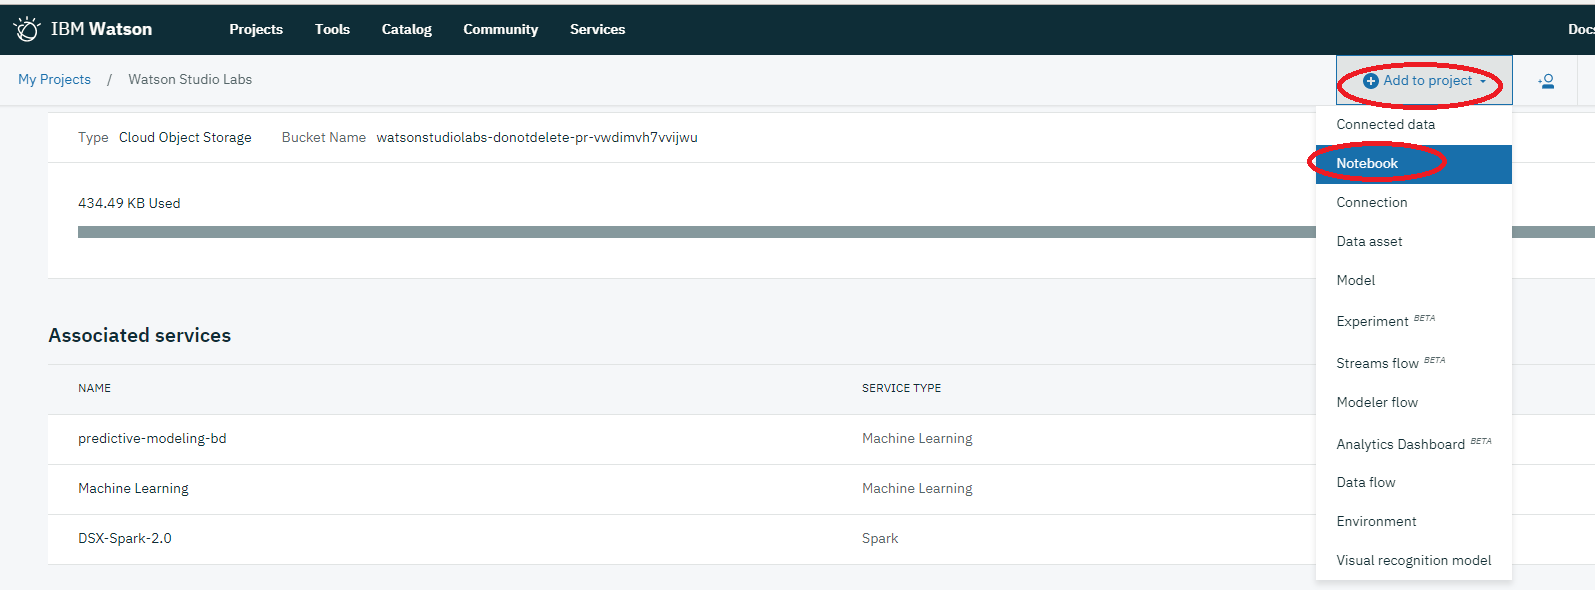 IBM Watson Projects Tools Catalog Community Services Docs
My Projects / Watson Studio Labs Add to project
Type Cloud Object Storage Bucket Name watsonstudiolabs-donotdelete-pr-vwdimvh7vvijwu
434.49 KB Used
Associated services
NAME SERVICE TYPE
predictive-modeling-bd Machine Learning
Machine Learning Machine Learning
DSX-Spark-2.0 Spark
Connected data
Notebook
Connection
Data asset
Model
Experiment BETA
Streams flow BETA
Modeler flow
Analytics Dashboard BETA
Data flow
Environment
Visual recognition model